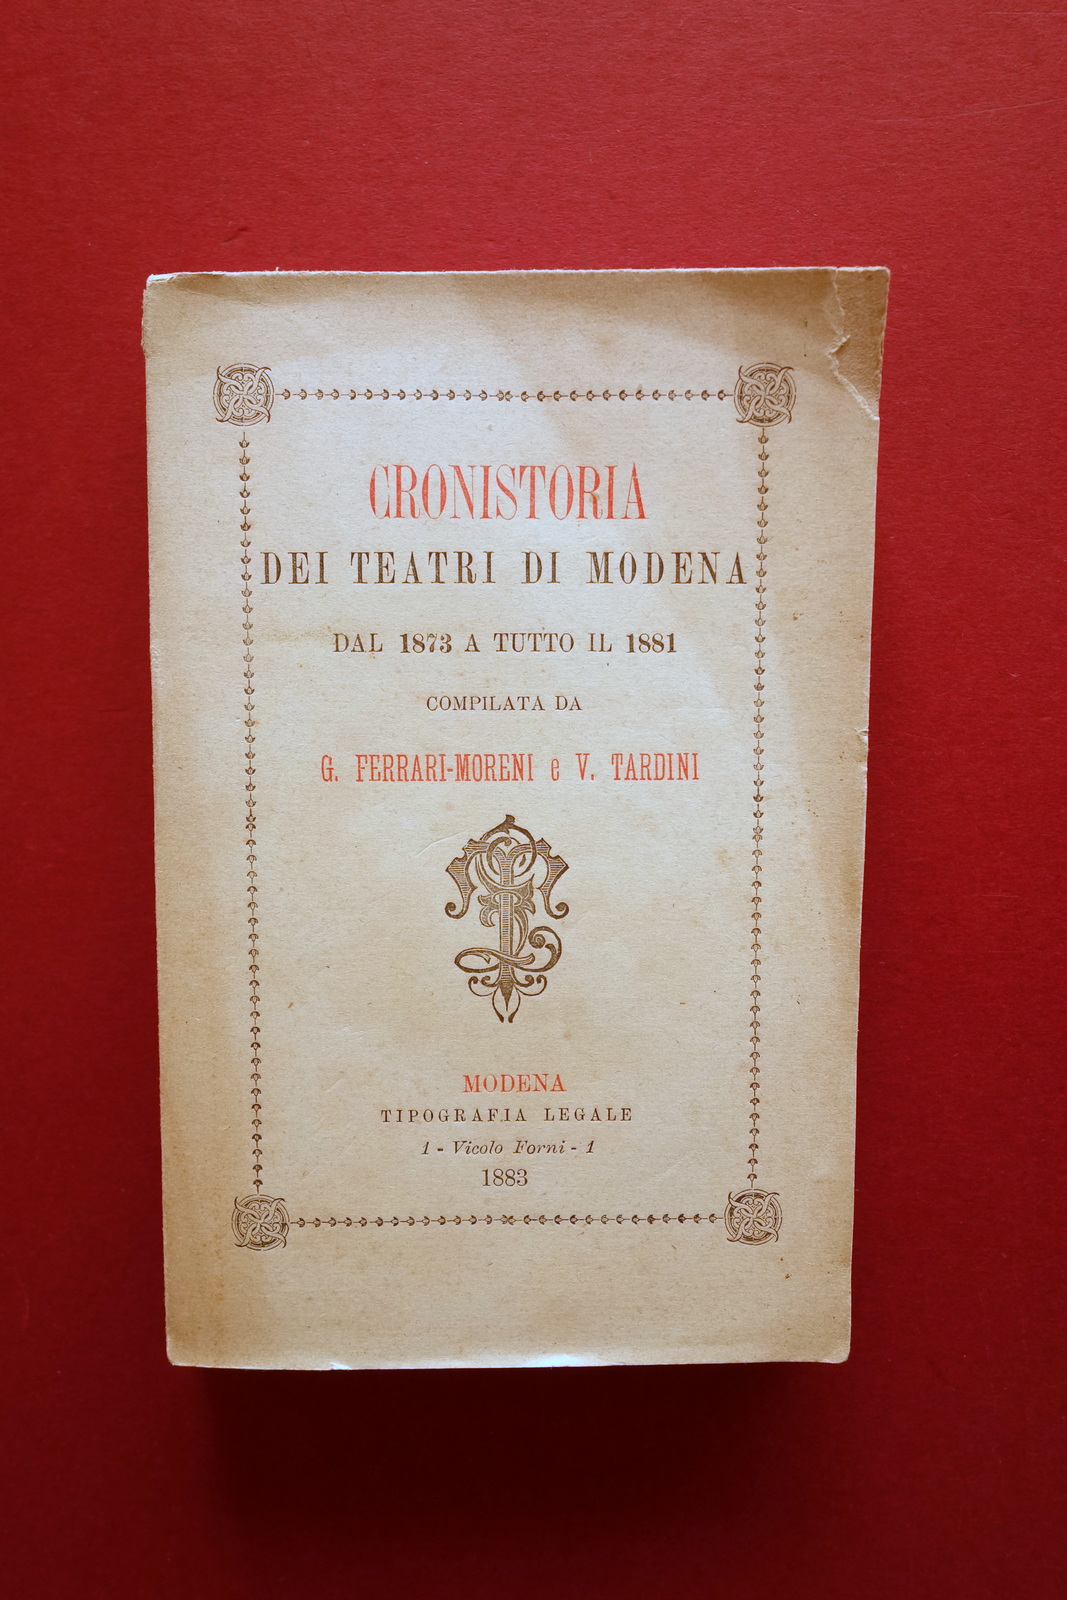 CRONISTORIA
DEI TEATRI DI MODENA
DAL 1873 A TUTTO IL 1881
COMPILATA DA
G. FERRARI-MORENI e V. TARDINI
MODENA
TIPOGRAFIA LEGALE
1 - Vicolo Forni - 1
1883